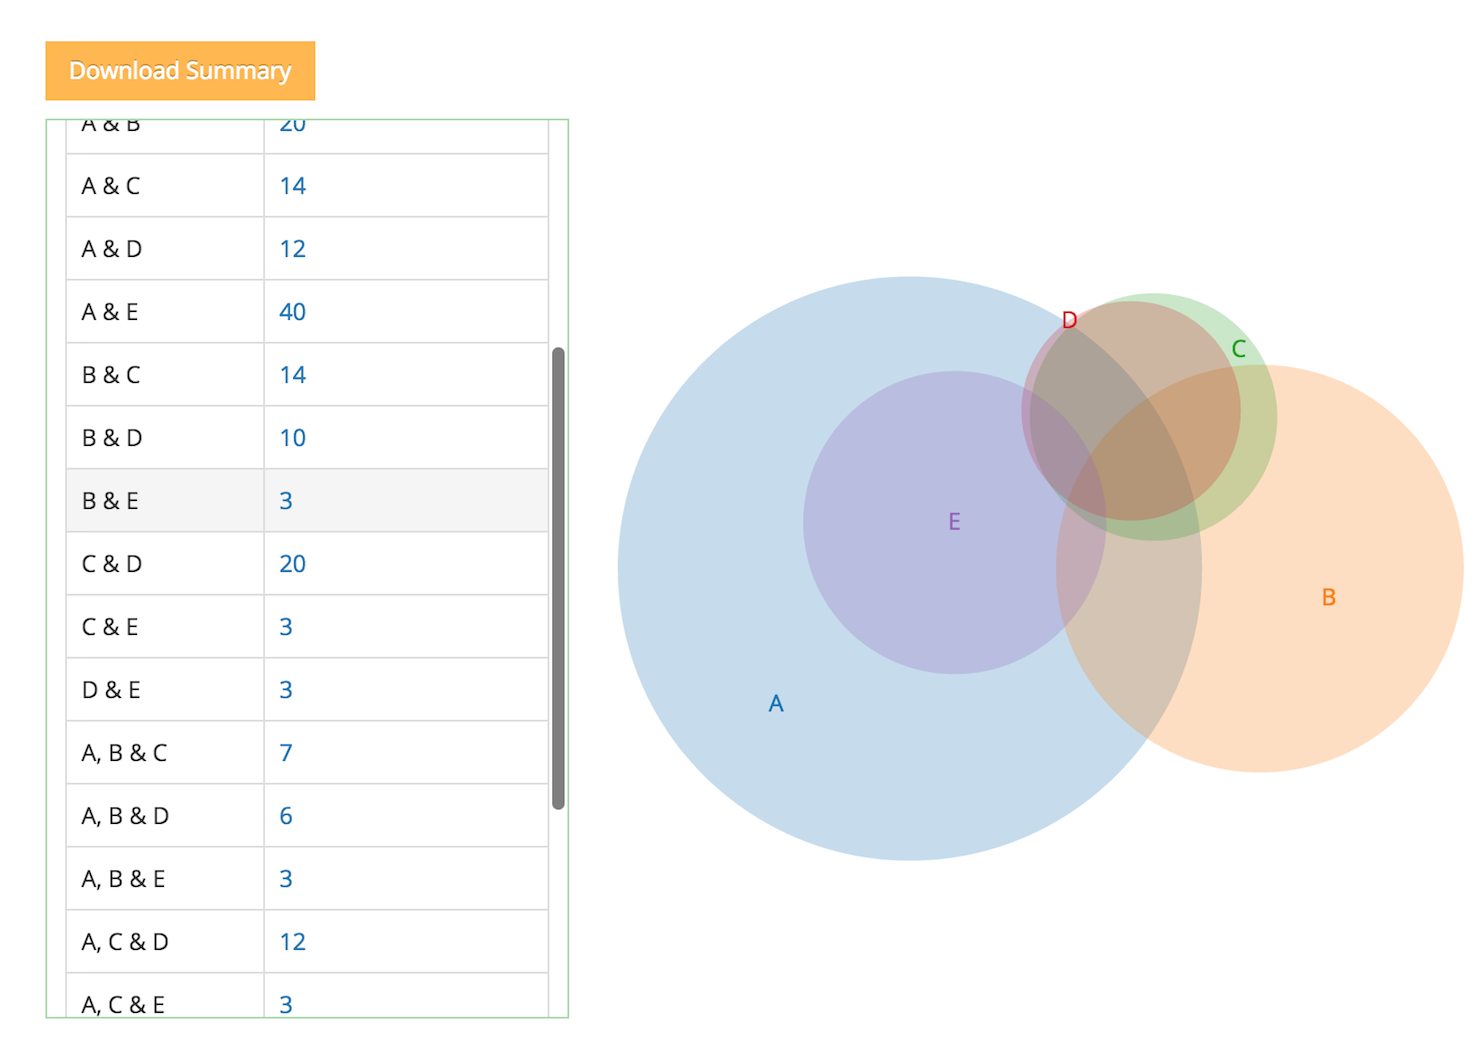 Download Summary
A & B 20
A & C 14
A & D 12
A & E 40
B & C 14
B & D 10
B & E 3
C & D 20
C & E 3
D & E 3
A, B & C 7
A, B & D 6
A, B & E 3
A, C & D 12
A, C & E 3
D
C
E
B
A